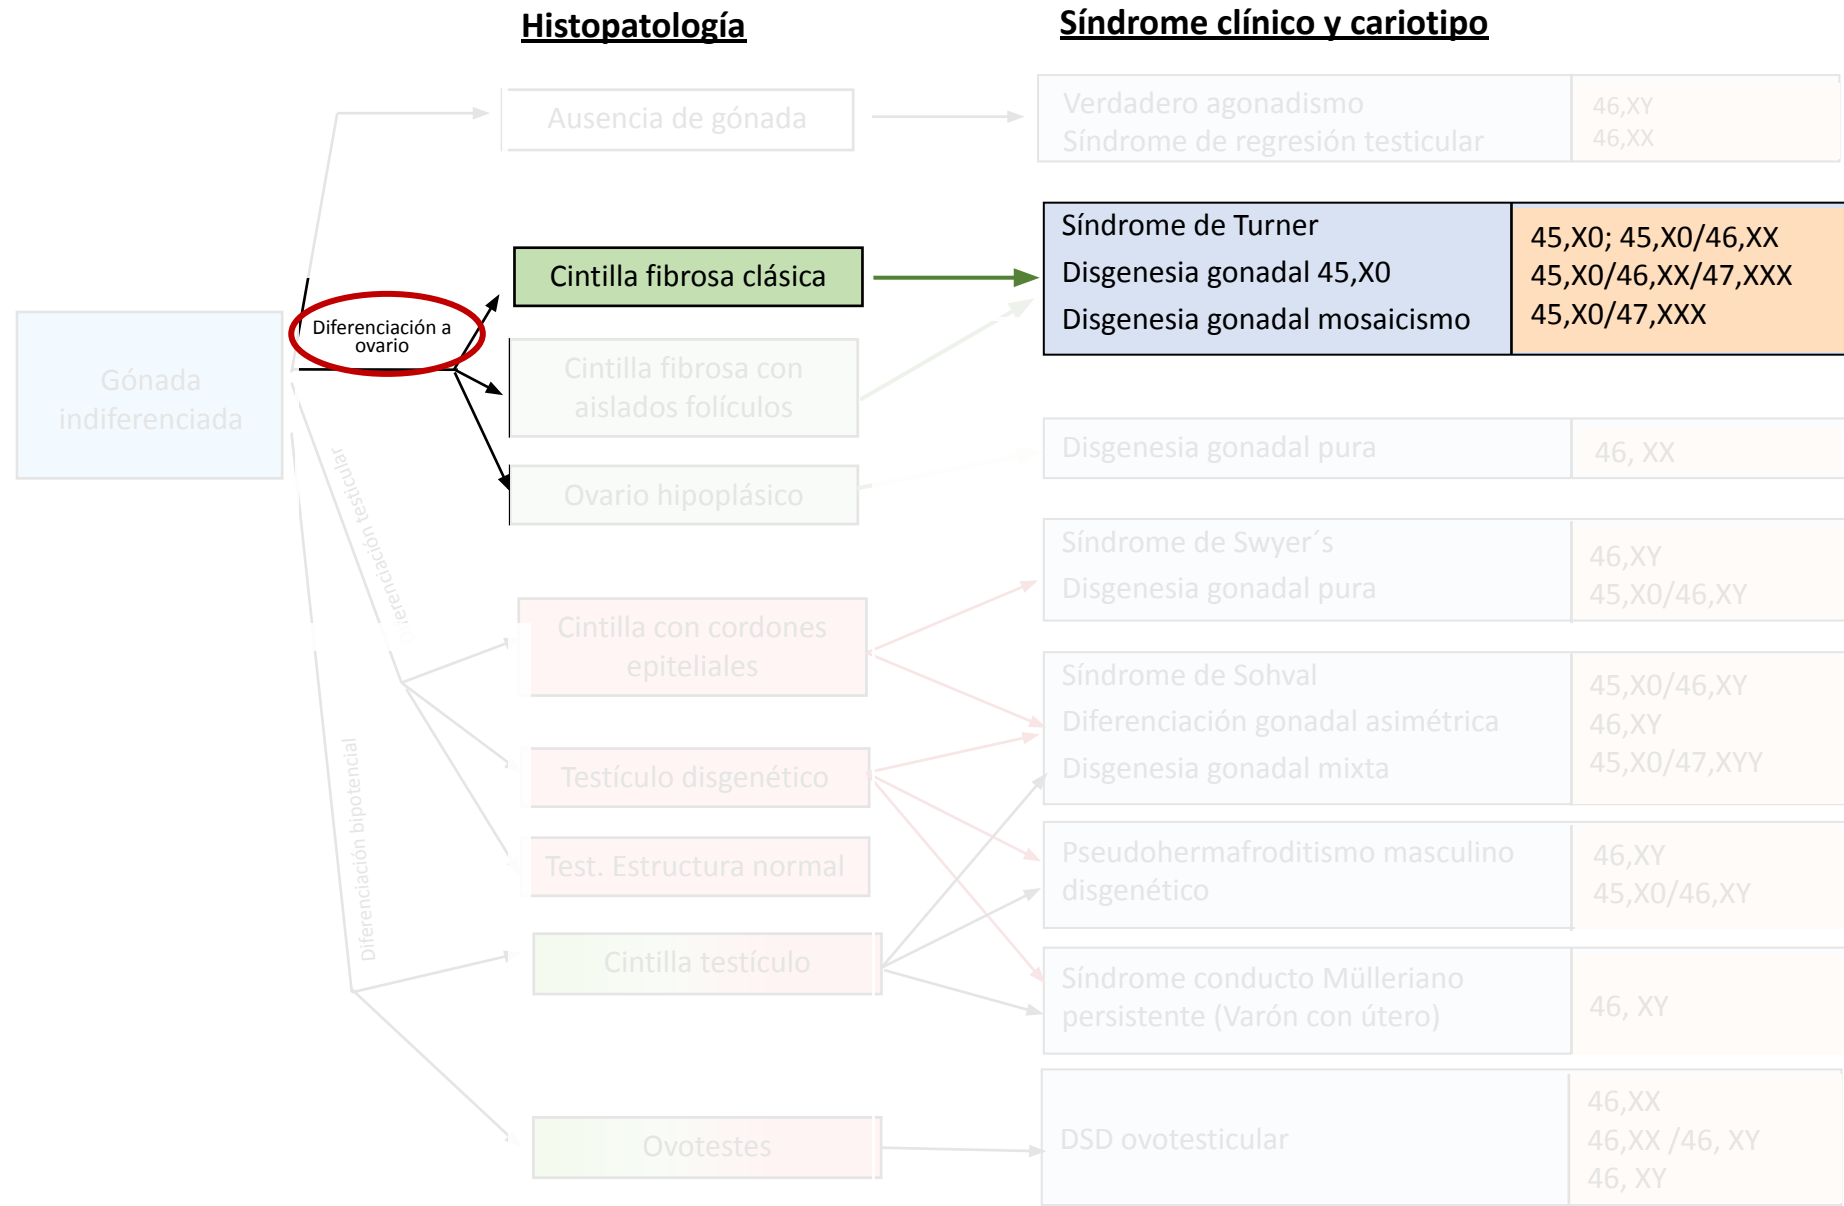 Histopatología
Síndrome clínico y cariotipo
Ausencia de gónada
Verdadero agonadismo
Síndrome de regresión testicular
46,XY
46,XX
Cintilla fibrosa clásica
Síndrome de Turner
Disgenesia gonadal 45,X0
Disgenesia gonadal mosaicismo
45,X0; 45,X0/46,XX
45,X0/46,XX/47,XXX
45,X0/47,XXX
Diferenciación a
ovario
Gónada
indiferenciada
Cintilla fibrosa con
aislados folículos
Disgenesia gonadal pura
46, XX
Ovario hipoplásico
Diferenciación testicular
Síndrome de Swyer´s
Disgenesia gonadal pura
46,XY
45,X0/46,XY
Cintilla con cordones
epiteliales
Síndrome de Sohval
Diferenciación gonadal asimétrica
Disgenesia gonadal mixta
45,X0/46,XY
46,XY
45,X0/47,XYY
Testículo disgenético
Diferenciación bipotencial
Test. Estructura normal
Pseudohermafroditismo masculino
disgenético
46,XY
45,X0/46,XY
Cintilla testículo
Síndrome conducto Mülleriano
persistente (Varón con útero)
46, XY
Ovotestes
DSD ovotesticular
46,XX
46,XX /46, XY
46, XY